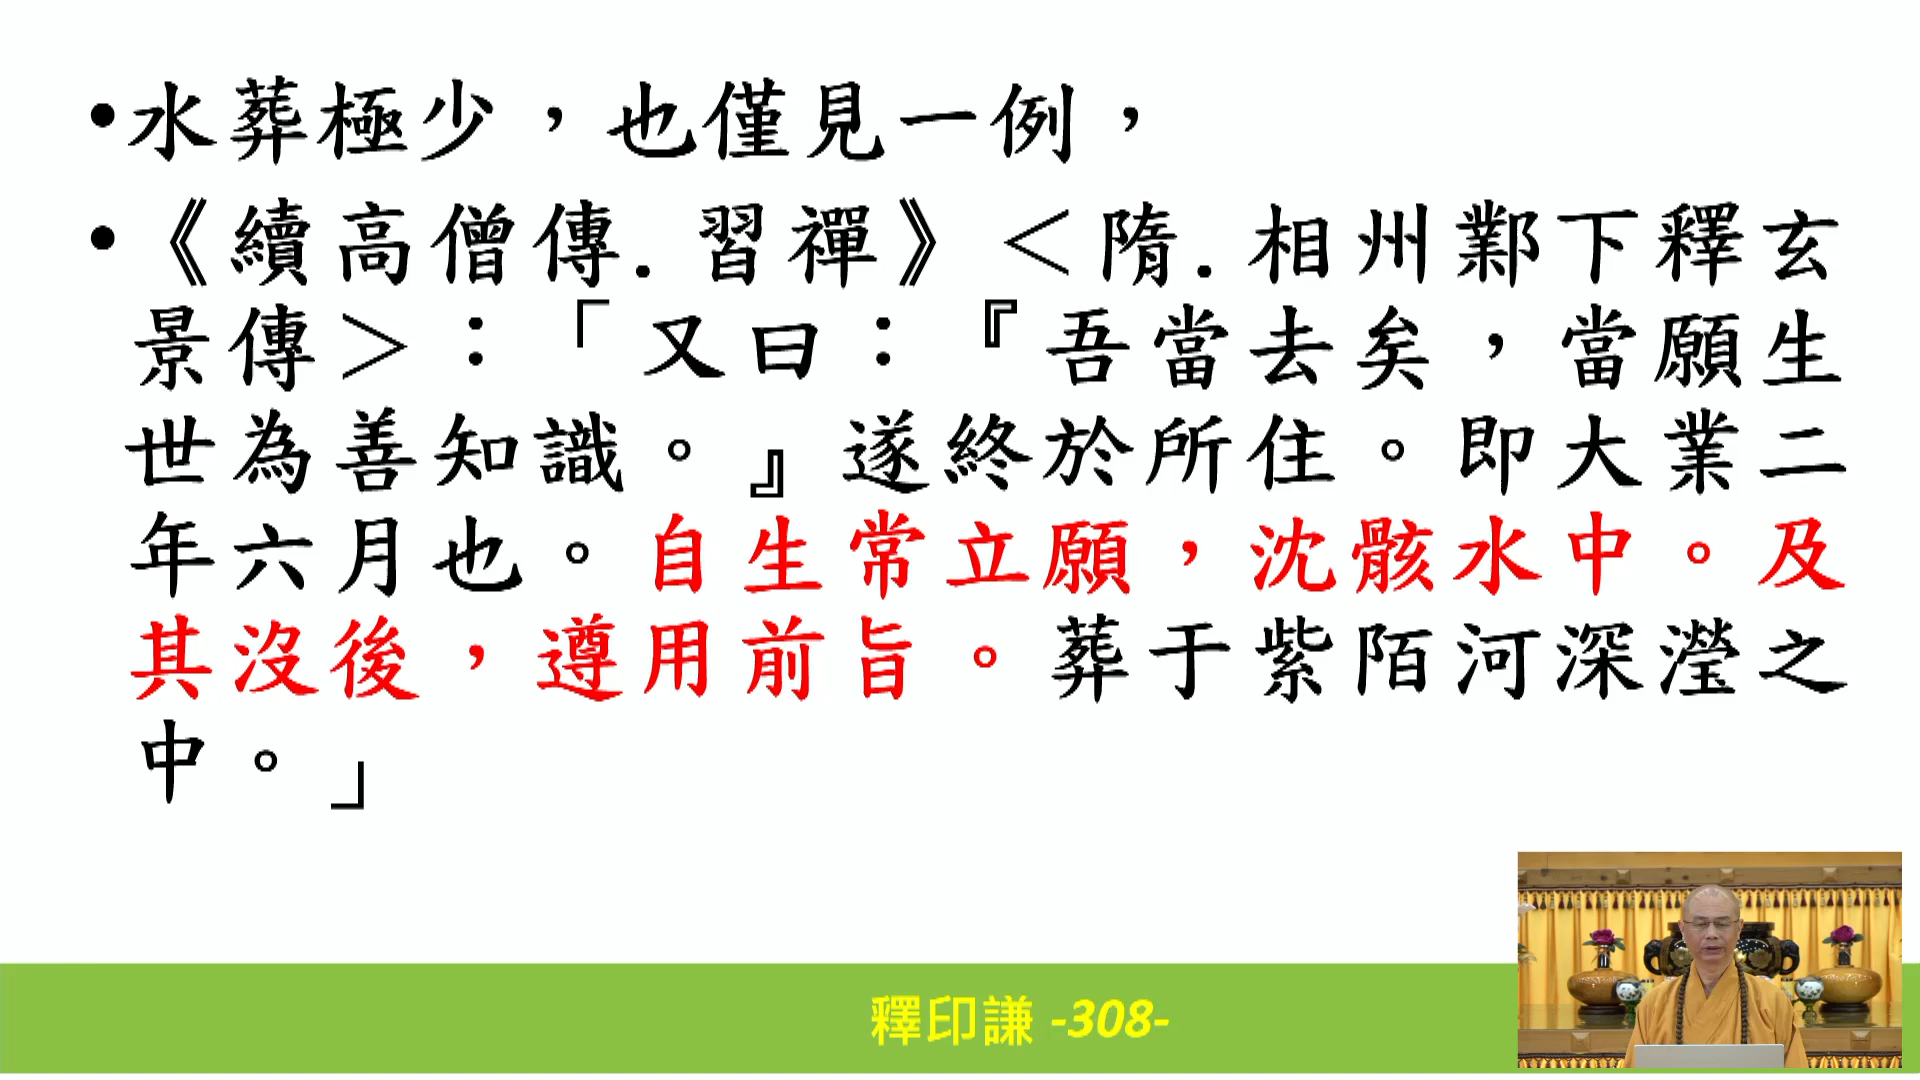 •水葬極少，也僅見一例，
•《續高僧傳.習禪》＜隋.相州鄴下釋玄
景傳＞：「又曰：『吾當去矣，當願生
世為善知識。』遂終於所住。即大業二
年六月也。自生常立願，沈骸水中。及
其沒後，遵用前旨。葬于紫陌河深瀅之
中。」
釋印謙 -308-